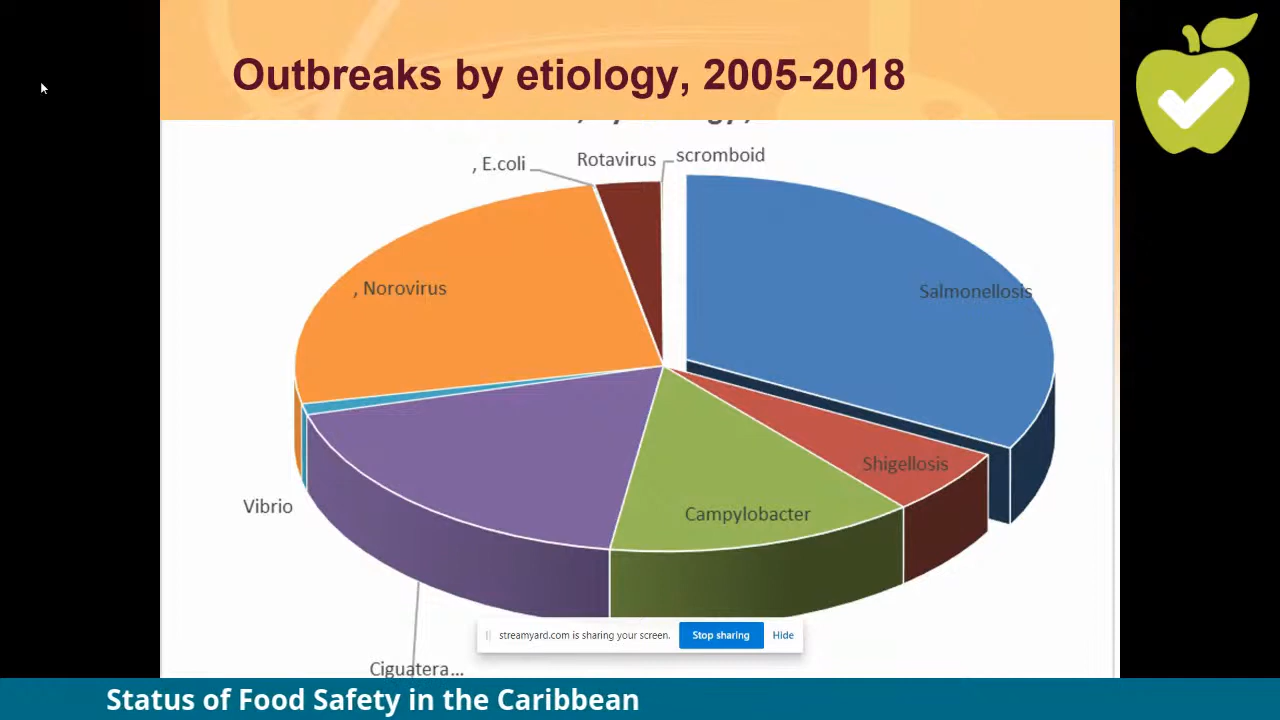 Outbreaks by etiology, 2005-2018
, E.coli
Rotavirus
scromboid
, Norovirus
Salmonellosis
Shigellosis
Campylobacter
Vibrio
streamyard.com is sharing your screen.
Stop sharing
Hide
Ciguatera...
Status of Food Safety in the Caribbean